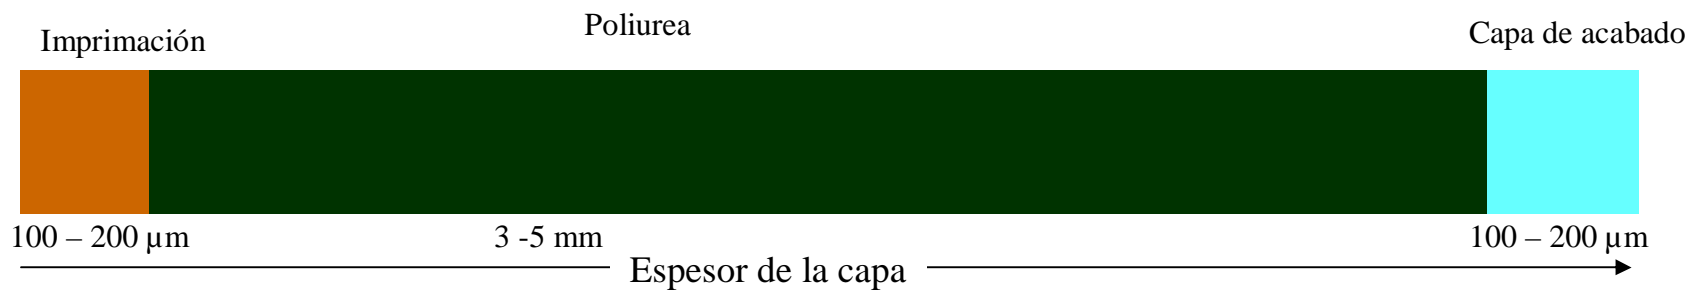 Imprimación
Poliurea
Capa de acabado
100 – 200 µm
3 -5 mm
100 – 200 µm
Espesor de la capa